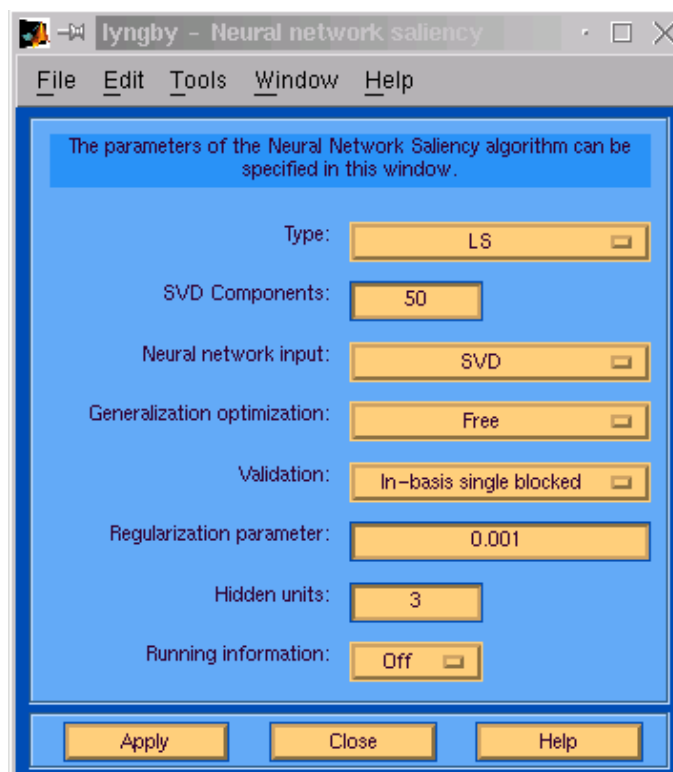 lyngby - Neural network saliency
File Edit Tools Window Help
The parameters of the Neural Network Saliency algorithm can be
specified in this window.
Type: LS
SVD Components: 50
Neural network input: SVD
Generalization optimization: Free
Validation: In-basis single blocked
Regularization parameter: 0.001
Hidden units: 3
Running information: Off
Apply Close Help